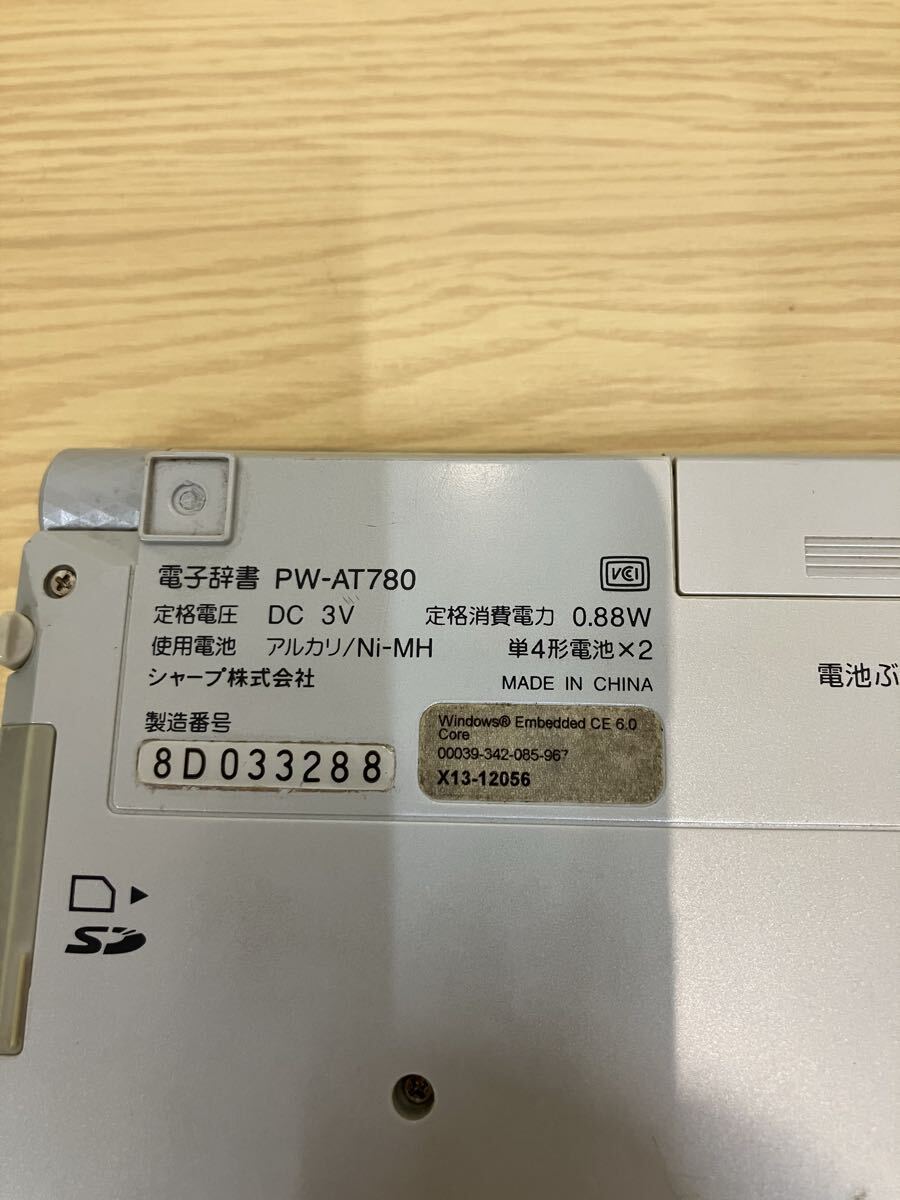 電子辞書 PW-AT780
VCI
定格電圧 DC 3V 定格消費電力 0.88W
使用電池 アルカリ/Ni-MH 単4形電池×2
シャープ株式会社 MADE IN CHINA
電池ぶ
製造番号
8D033288
Windows® Embedded CE 6.0
Core
00039-342-085-967
X13-12056
SD